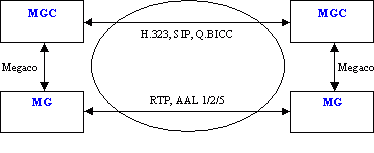 MGC MGC
H.323, SIP, Q.BICC
Megaco Megaco
RTP, AAL 1/2/5
MG MG